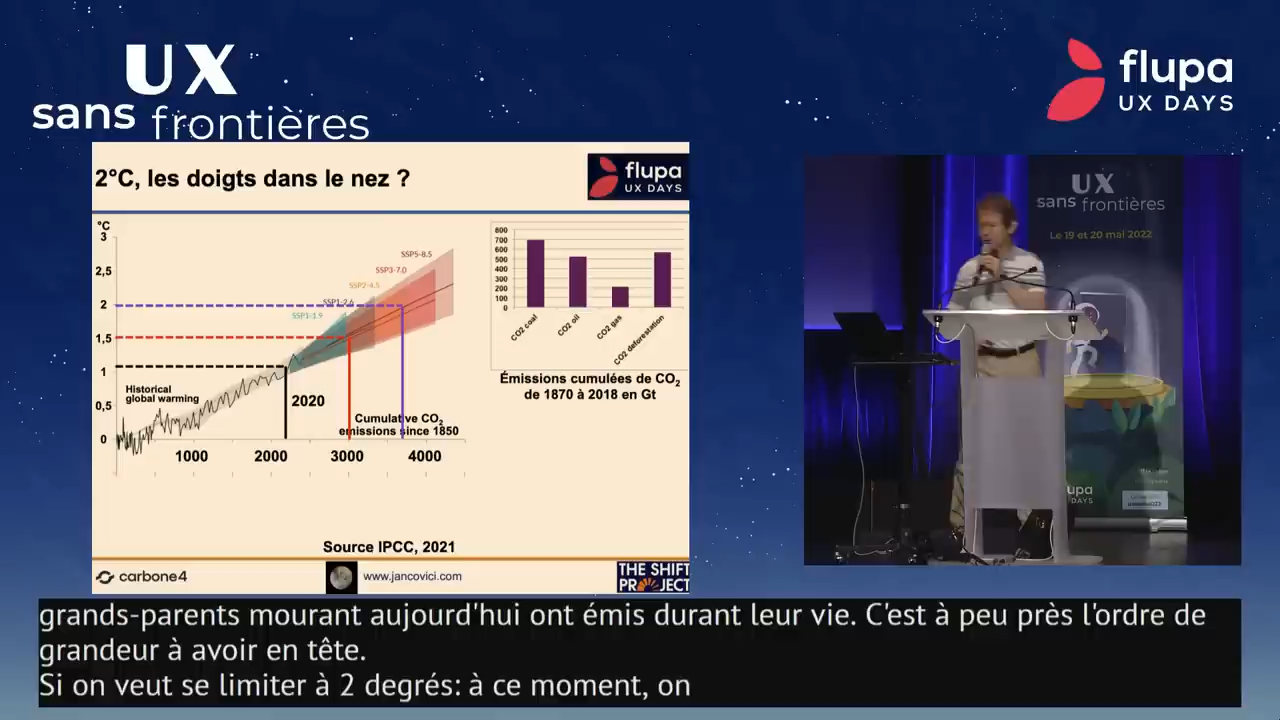 UX
sans frontières
flupa
UX DAYS
2°C, les doigts dans le nez ?
flupa
UX DAYS
°C
3
2,5
2
1,5
1
0,5
0
SSP5-8.5
SSP3-7.0
SSP2-4.5
SSP1-2.6
SSP1-1.9
Historical
global warming
2020
Cumulative CO2
emissions since 1850
1000
2000
3000
4000
800
700
600
500
400
300
200
100
0
CO2 coal
CO2 oil
CO2 gas
CO2 deforestation
Émissions cumulées de CO2
de 1870 à 2018 en Gt
Source IPCC, 2021
carbone4
www.jancovici.com
THE SHIFT
PROJECT
UX
sans frontières
Le 19 et 20 mai 2022
upa
DAYS
grands-parents mourant aujourd'hui ont émis durant leur vie. C'est à peu près l'ordre de
grandeur à avoir en tête.
Si on veut se limiter à 2 degrés: à ce moment, on